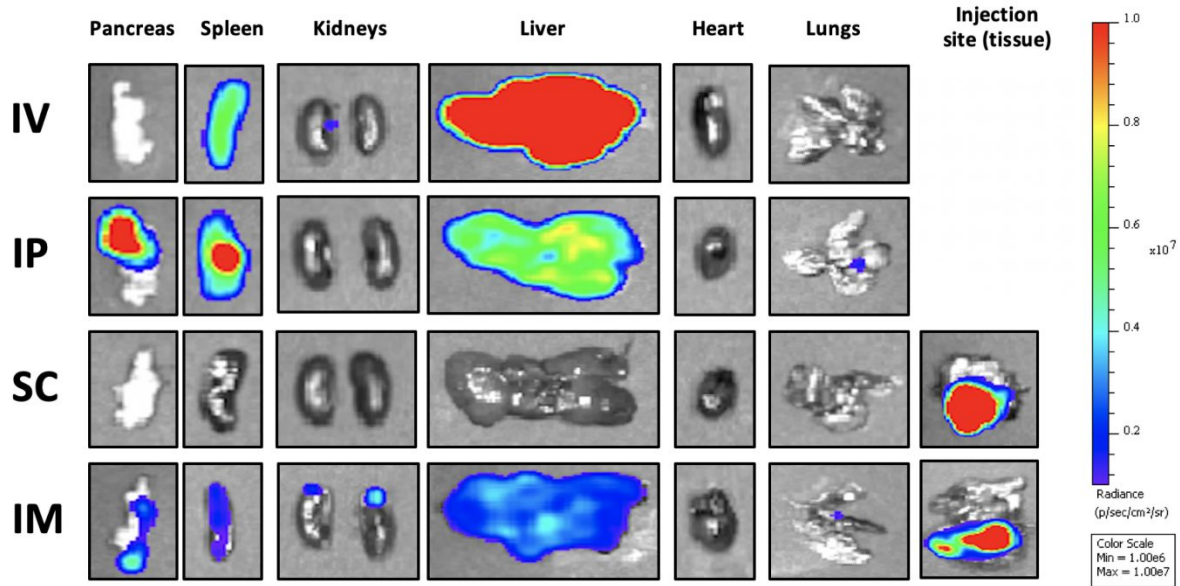 Pancreas Spleen Kidneys Liver Heart Lungs Injection
site (tissue)
IV
IP
SC
IM
1.0
0.8
0.6
x10⁷
0.4
0.2
Radiance
(p/sec/cm²/sr)
Color Scale
Min = 1.00e6
Max = 1.00e7